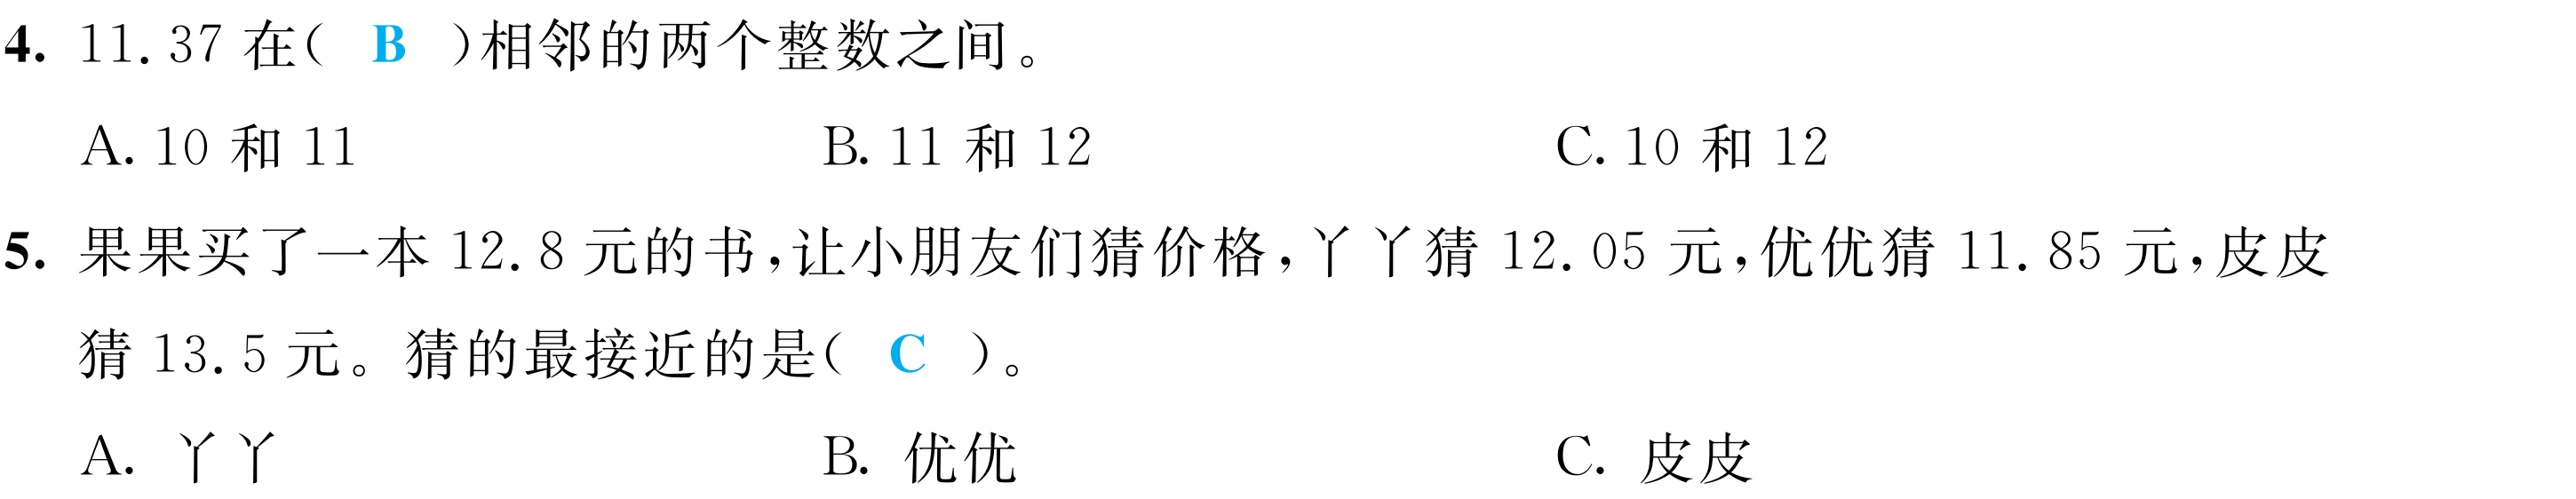 4. 11.37 在( B )相邻的两个整数之间。
A. 10 和 11 B. 11 和 12 C. 10 和 12
5. 果果买了一本 12.8 元的书,让小朋友们猜价格,丫丫猜 12.05 元,优优猜 11.85 元,皮皮
猜 13.5 元。猜的最接近的是( C )。
A. 丫丫 B. 优优 C. 皮皮